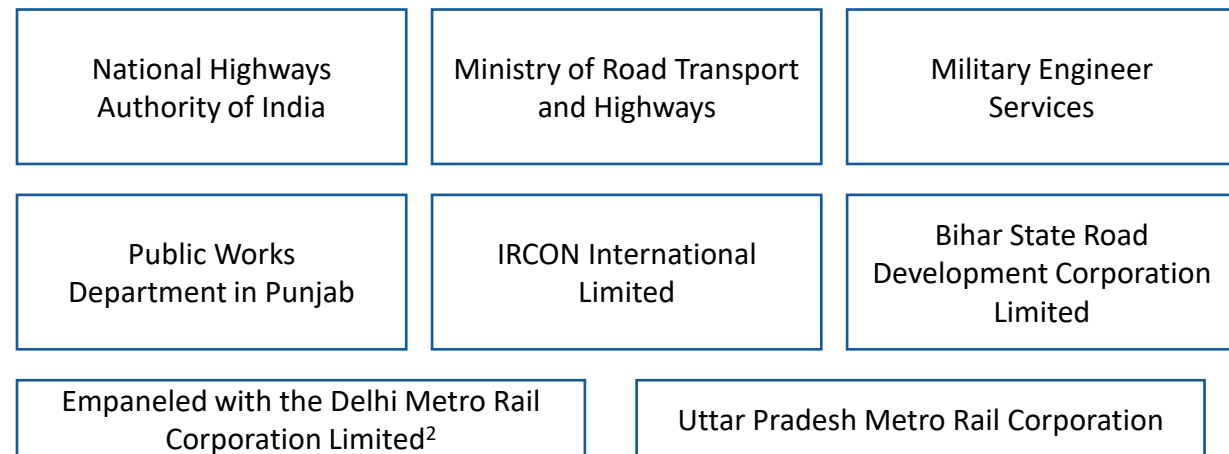 National Highways
Authority of India
Ministry of Road Transport
and Highways
Military Engineer
Services
Public Works
Department in Punjab
IRCON International
Limited
Bihar State Road
Development Corporation
Limited
Empaneled with the Delhi Metro Rail
Corporation Limited²
Uttar Pradesh Metro Rail Corporation